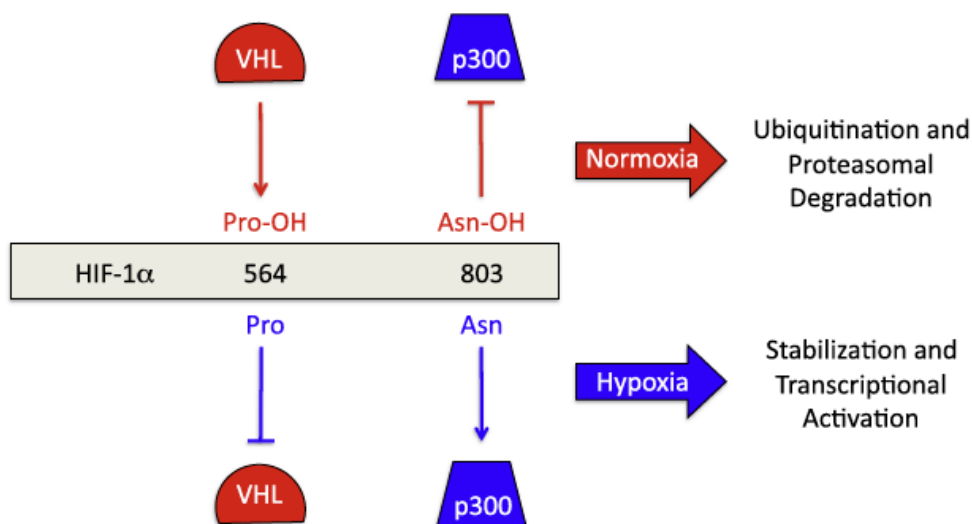 VHL
p300
Normoxia
Ubiquitination and
Proteasomal
Degradation
Pro-OH
Asn-OH
HIF-1α
564
803
Pro
Asn
Hypoxia
Stabilization and
Transcriptional
Activation
VHL
p300